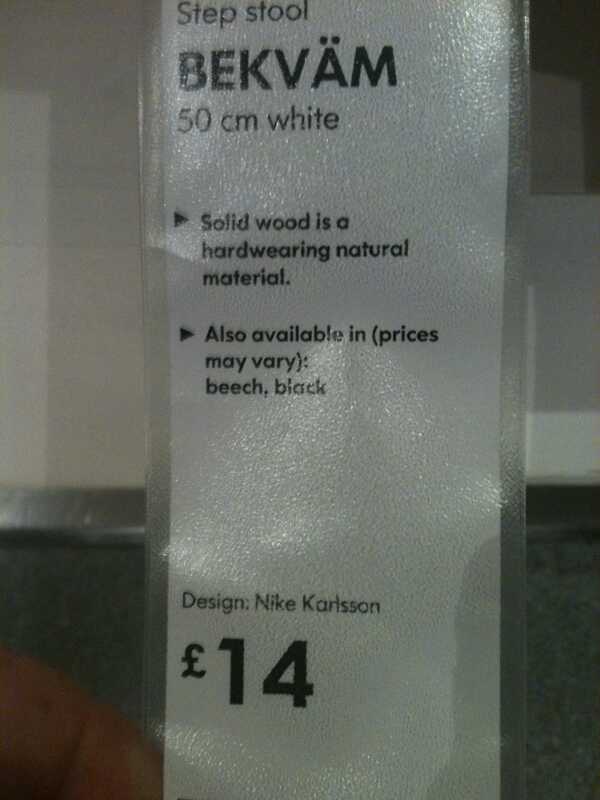 Step stool
BEKVÄM
50 cm white
▶ Solid wood is a
hardwearing natural
material.
▶ Also available in (prices
may vary):
beech, black
Design: Nike Karlsson
£14